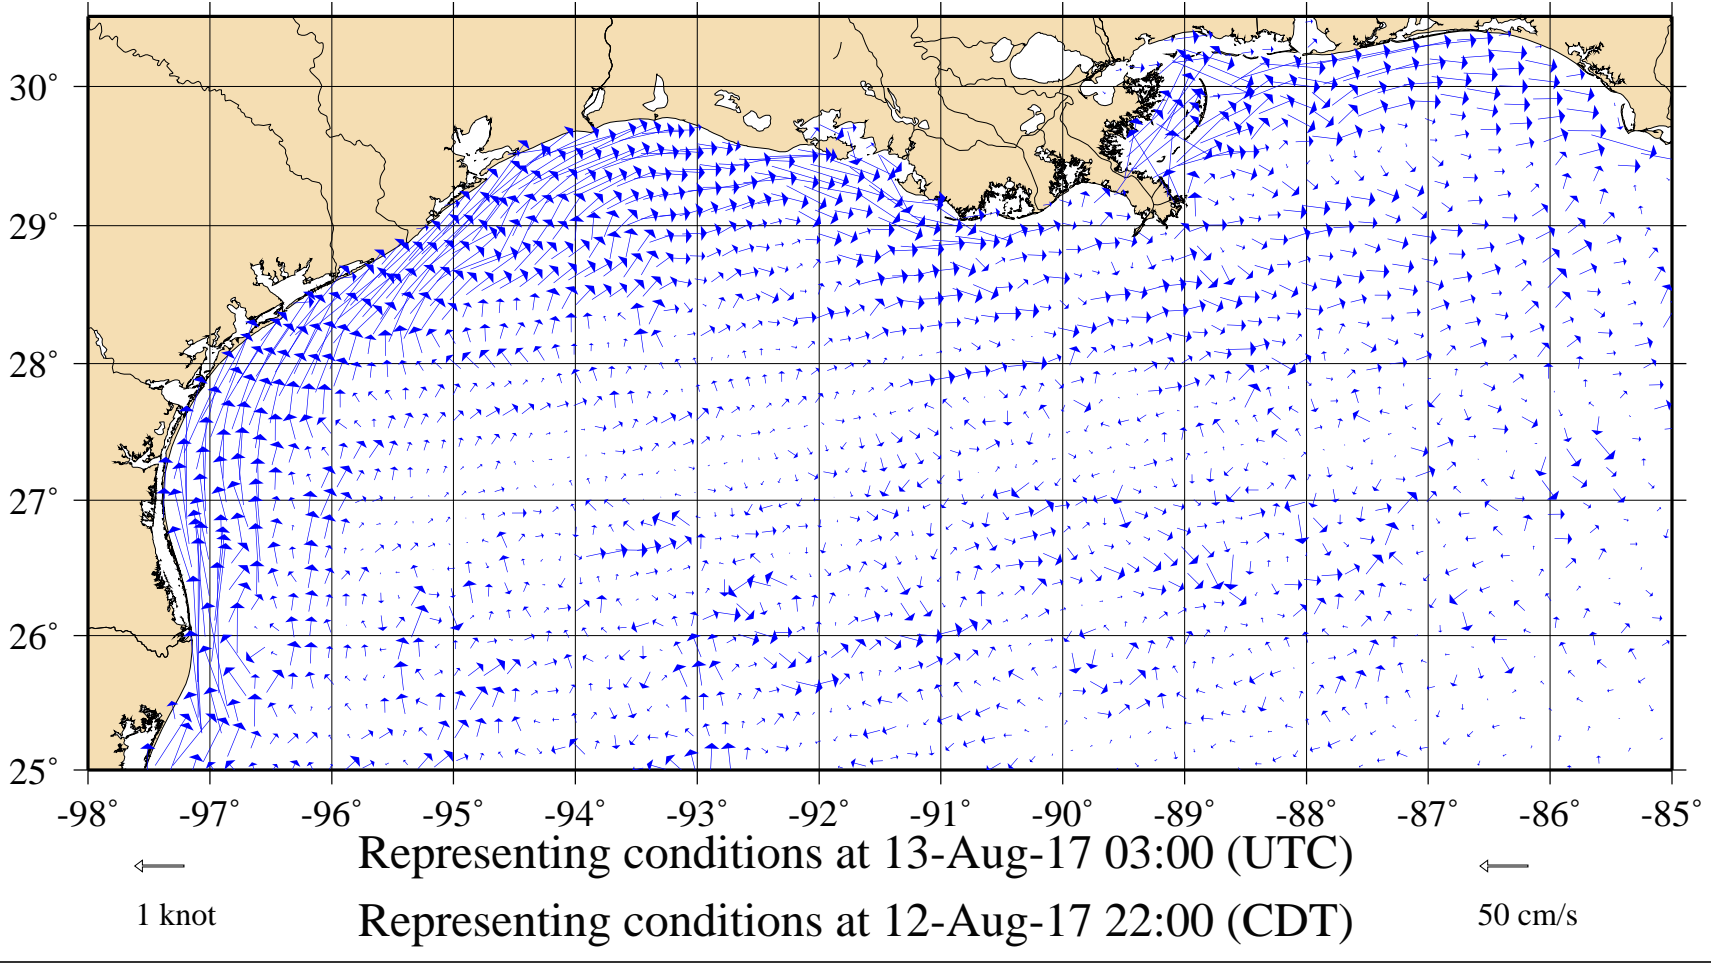 30°
29°
28°
27°
26°
25°
-98° -97° -96° -95° -94° -93° -92° -91° -90° -89° -88° -87° -86° -85°
Representing conditions at 13-Aug-17 03:00 (UTC)
1 knot
Representing conditions at 12-Aug-17 22:00 (CDT)
50 cm/s